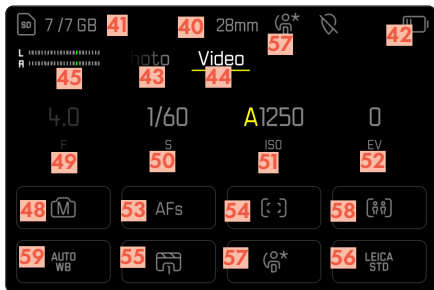 SD 7/7 GB 41 40 28mm 57 42
L
R
45 hoto 43 Video 44
4.0 1/60 A1250 0
F 49 S 50 ISO 51 EV 52
48 M 53 AFs 54 58
59 AUTO WB 55 57 56 LEICA STD